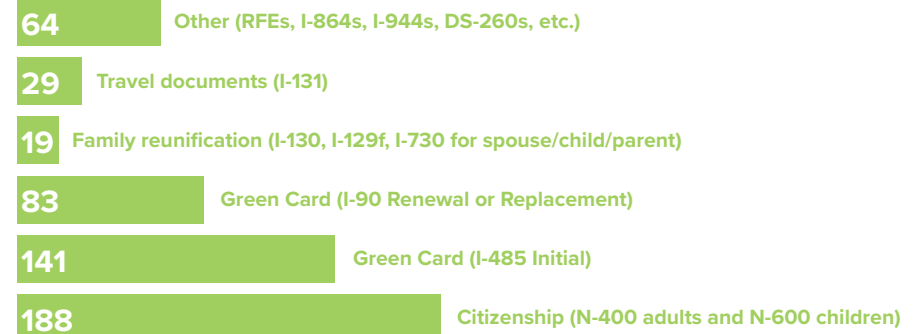 64 Other (RFEs, I-864s, I-944s, DS-260s, etc.)
29 Travel documents (I-131)
19 Family reunification (I-130, I-129f, I-730 for spouse/child/parent)
83 Green Card (I-90 Renewal or Replacement)
141 Green Card (I-485 Initial)
188 Citizenship (N-400 adults and N-600 children)